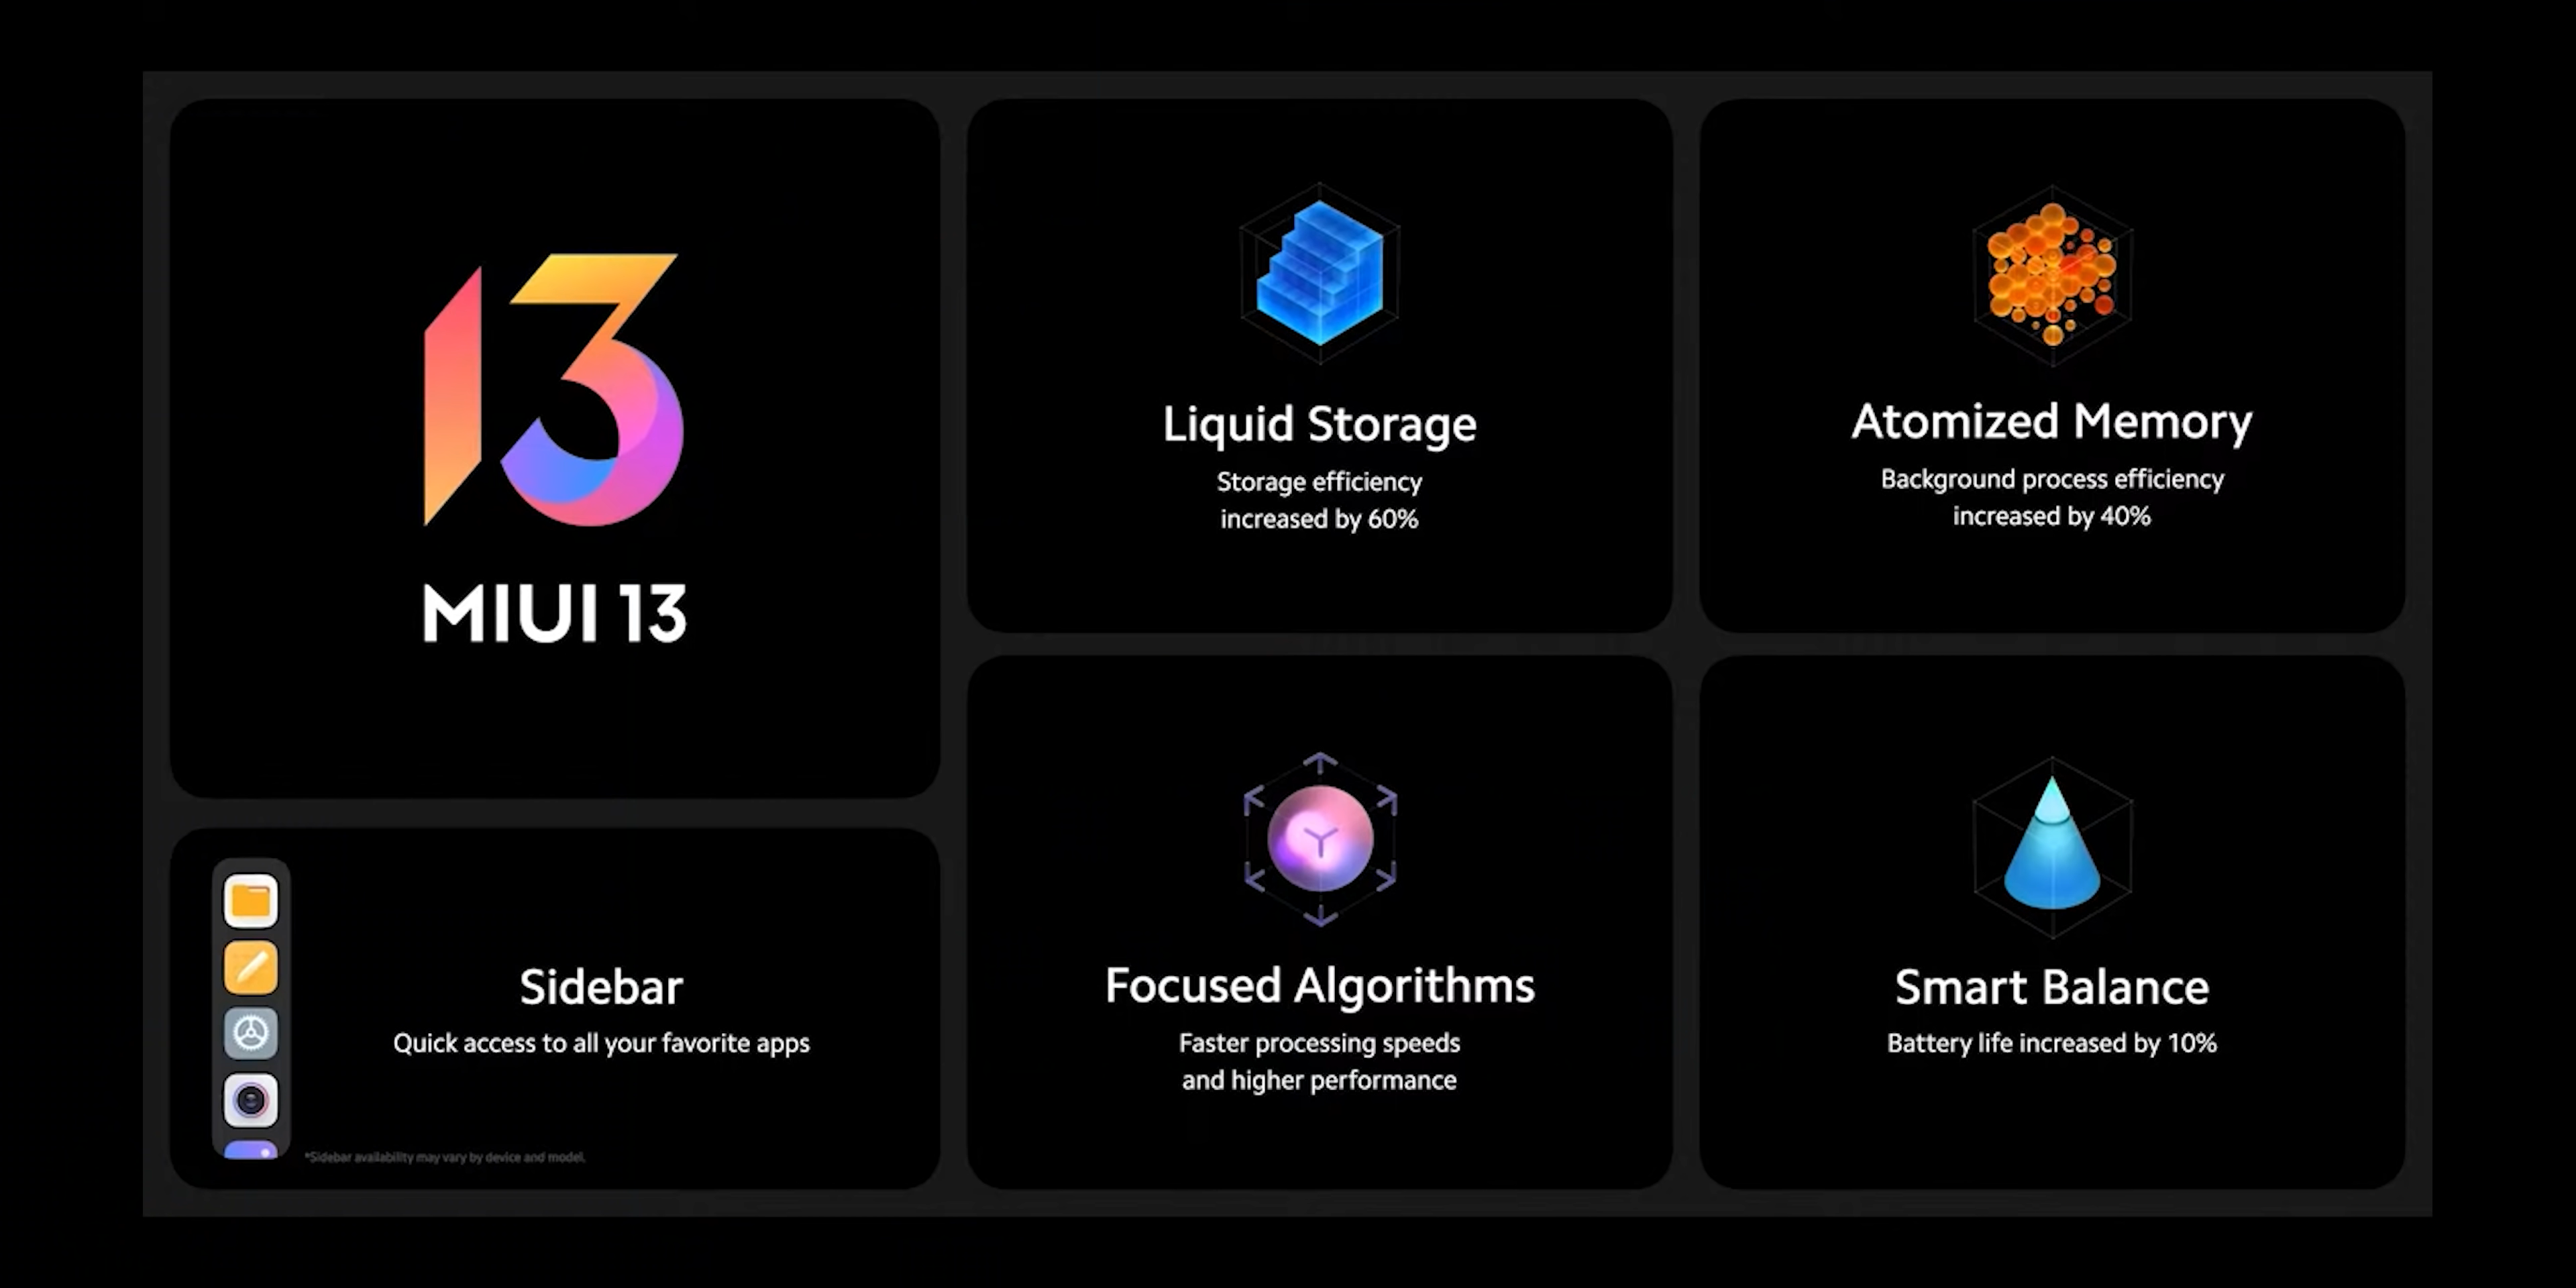 13
MIUI 13
Liquid Storage
Storage efficiency
increased by 60%
Atomized Memory
Background process efficiency
increased by 40%
Sidebar
Quick access to all your favorite apps
*Sidebar availability may vary by device and model.
Focused Algorithms
Faster processing speeds
and higher performance
Smart Balance
Battery life increased by 10%